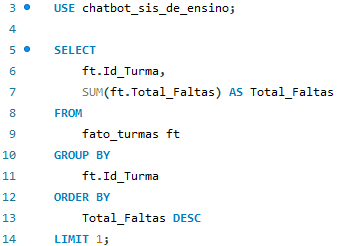 3 USE chatbot_sis_de_ensino;
4
5 SELECT
6 ft.Id_Turma,
7 SUM(ft.Total_Faltas) AS Total_Faltas
8 FROM
9 fato_turmas ft
10 GROUP BY
11 ft.Id_Turma
12 ORDER BY
13 Total_Faltas DESC
14 LIMIT 1;